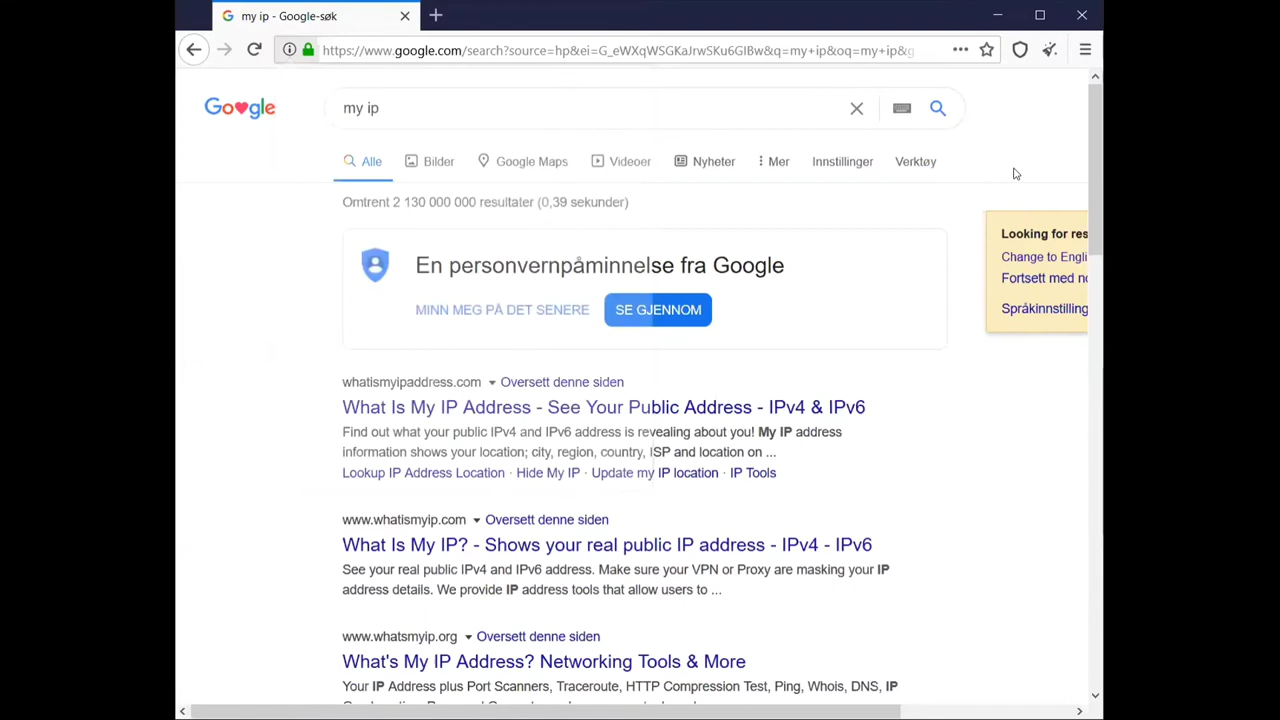 my ip - Google-søk
https://www.google.com/search?source=hp&ei=G_eWXqWSGKaJrwSKu6GIBw&q=my+ip&oq=my+ip&g
Google
my ip
Alle Bilder Google Maps Videoer Nyheter Mer Innstillinger Verktøy
Omtrent 2 130 000 000 resultater (0,39 sekunder)
Looking for res
Change to Engli
Fortsett med no
Språkinnstilling
En personvernpåminnelse fra Google
MINN MEG PÅ DET SENERE SE GJENNOM
whatismyipaddress.com Oversett denne siden
What Is My IP Address - See Your Public Address - IPv4 & IPv6
Find out what your public IPv4 and IPv6 address is revealing about you! My IP address
information shows your location; city, region, country, ISP and location on ...
Lookup IP Address Location · Hide My IP · Update my IP location · IP Tools
www.whatismyip.com Oversett denne siden
What Is My IP? - Shows your real public IP address - IPv4 - IPv6
See your real public IPv4 and IPv6 address. Make sure your VPN or Proxy are masking your IP
address details. We provide IP address tools that allow users to ...
www.whatsmyip.org Oversett denne siden
What's My IP Address? Networking Tools & More
Your IP Address plus Port Scanners, Traceroute, HTTP Compression Test, Ping, Whois, DNS, IP